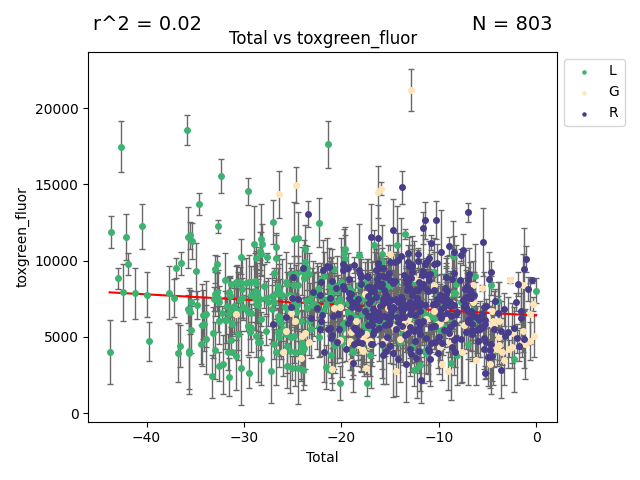 r^2 = 0.02
N = 803
Total vs toxgreen_fluor
L
G
R
20000
15000
10000
5000
0
toxgreen_fluor
−40
−30
−20
−10
0
Total